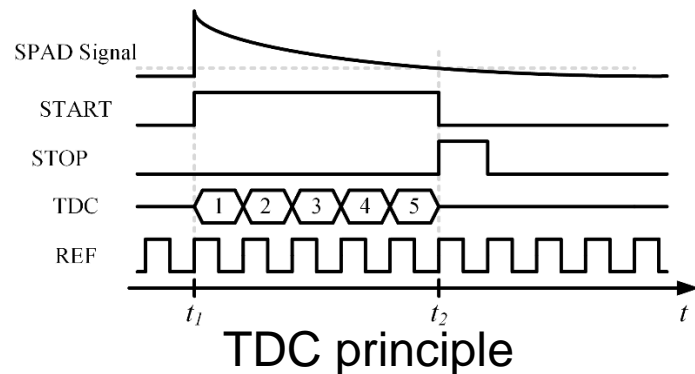 SPAD Signal
START
STOP
TDC 1 2 3 4 5
REF
t1 t2 t
TDC principle